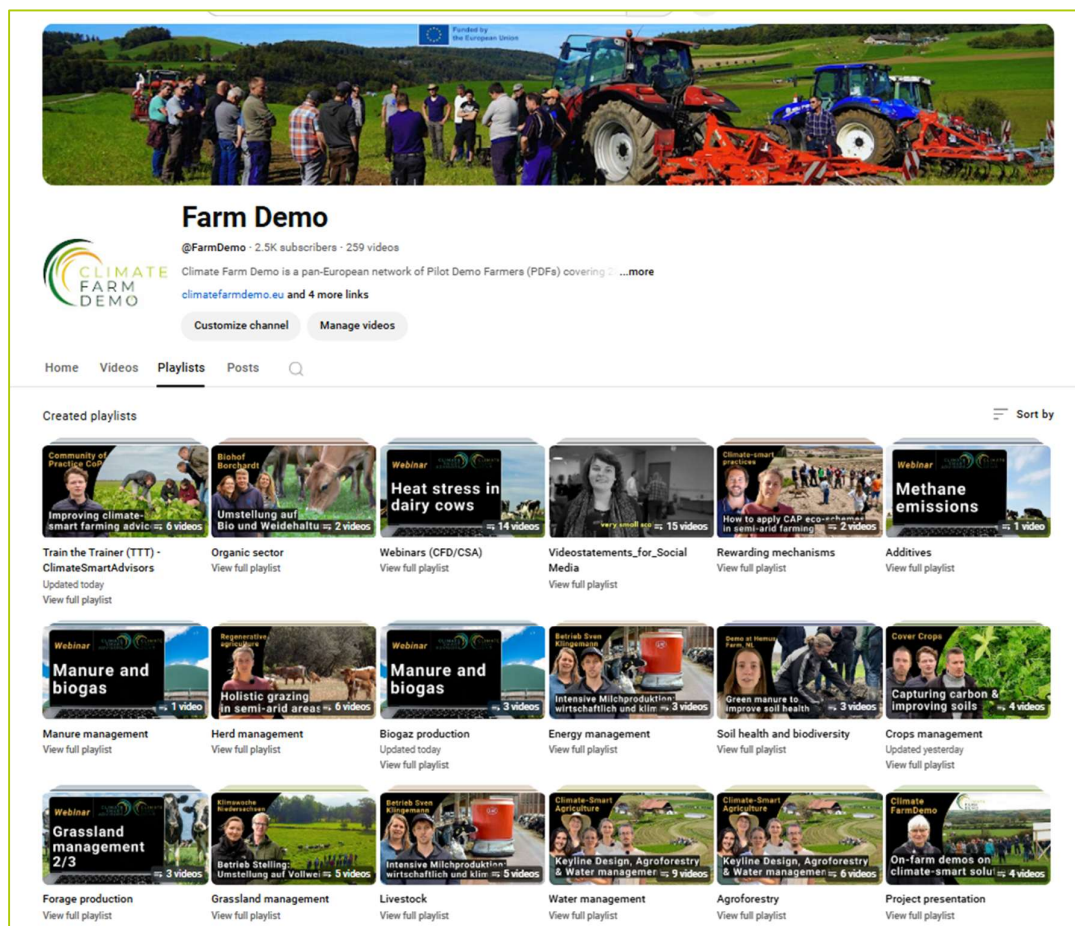 Funded by
the European Union
Farm Demo
@FarmDemo · 2.5K subscribers · 259 videos
CLIMATE
FARM
DEMO
Climate Farm Demo is a pan-European network of Pilot Demo Farmers (PDFs) covering ...more
climatefarmdemo.eu and 4 more links
Customize channel Manage videos
Home Videos Playlists Posts
Created playlists
Sort by
Community of
Practice CoP
Improving climate-
smart farming advic 6 videos
Biohof
Borchardt
Umstellung auf
Bio und Weidehaltu 2 videos
Webinar
Heat stress in
dairy cows
14 videos
very small
15 videos
Climate-smart
practices
How to apply CAP eco-schemes
in semi-arid farming 2 videos
Webinar
Methane
emissions
1 video
Train the Trainer (TTT) -
ClimateSmartAdvisors
Updated today
View full playlist
Organic sector
View full playlist
Webinars (CFD/CSA)
View full playlist
Videostatements_for_Social
Media
View full playlist
Rewarding mechanisms
View full playlist
Additives
View full playlist
Webinar
Manure and
biogas
1 video
Regenerative
agriculture
Holistic grazing
in semi-arid areas 6 videos
Webinar
Manure and
biogas
3 videos
Betrieb Sven
Klingemann
Intensive Milchproduktion:
wirtschaftlich und klim 3 videos
Demo at Hemus
Farm, NL
Green manure to
improve soil health 3 videos
Cover Crops
Capturing carbon &
improving soils 4 videos
Manure management
View full playlist
Herd management
View full playlist
Biogaz production
Updated today
View full playlist
Energy management
View full playlist
Soil health and biodiversity
View full playlist
Crops management
Updated yesterday
View full playlist
Webinar
Grassland
management
2/3
3 videos
Klimawoche
Niedersachsen
Betrieb Stelling:
Umstellung auf Vollwei 5 videos
Betrieb Sven
Klingemann
Intensive Milchproduktion:
wirtschaftlich und klim 5 videos
Climate-Smart
Agriculture
Keyline Design, Agroforestry
& Water managemen 9 videos
Climate-Smart
Agriculture
Keyline Design, Agroforestry
& Water managemen 6 videos
Climate
FarmDemo
On-farm demos on
climate-smart solut 4 videos
Forage production
View full playlist
Grassland management
View full playlist
Livestock
View full playlist
Water management
View full playlist
Agroforestry
View full playlist
Project presentation
View full playlist